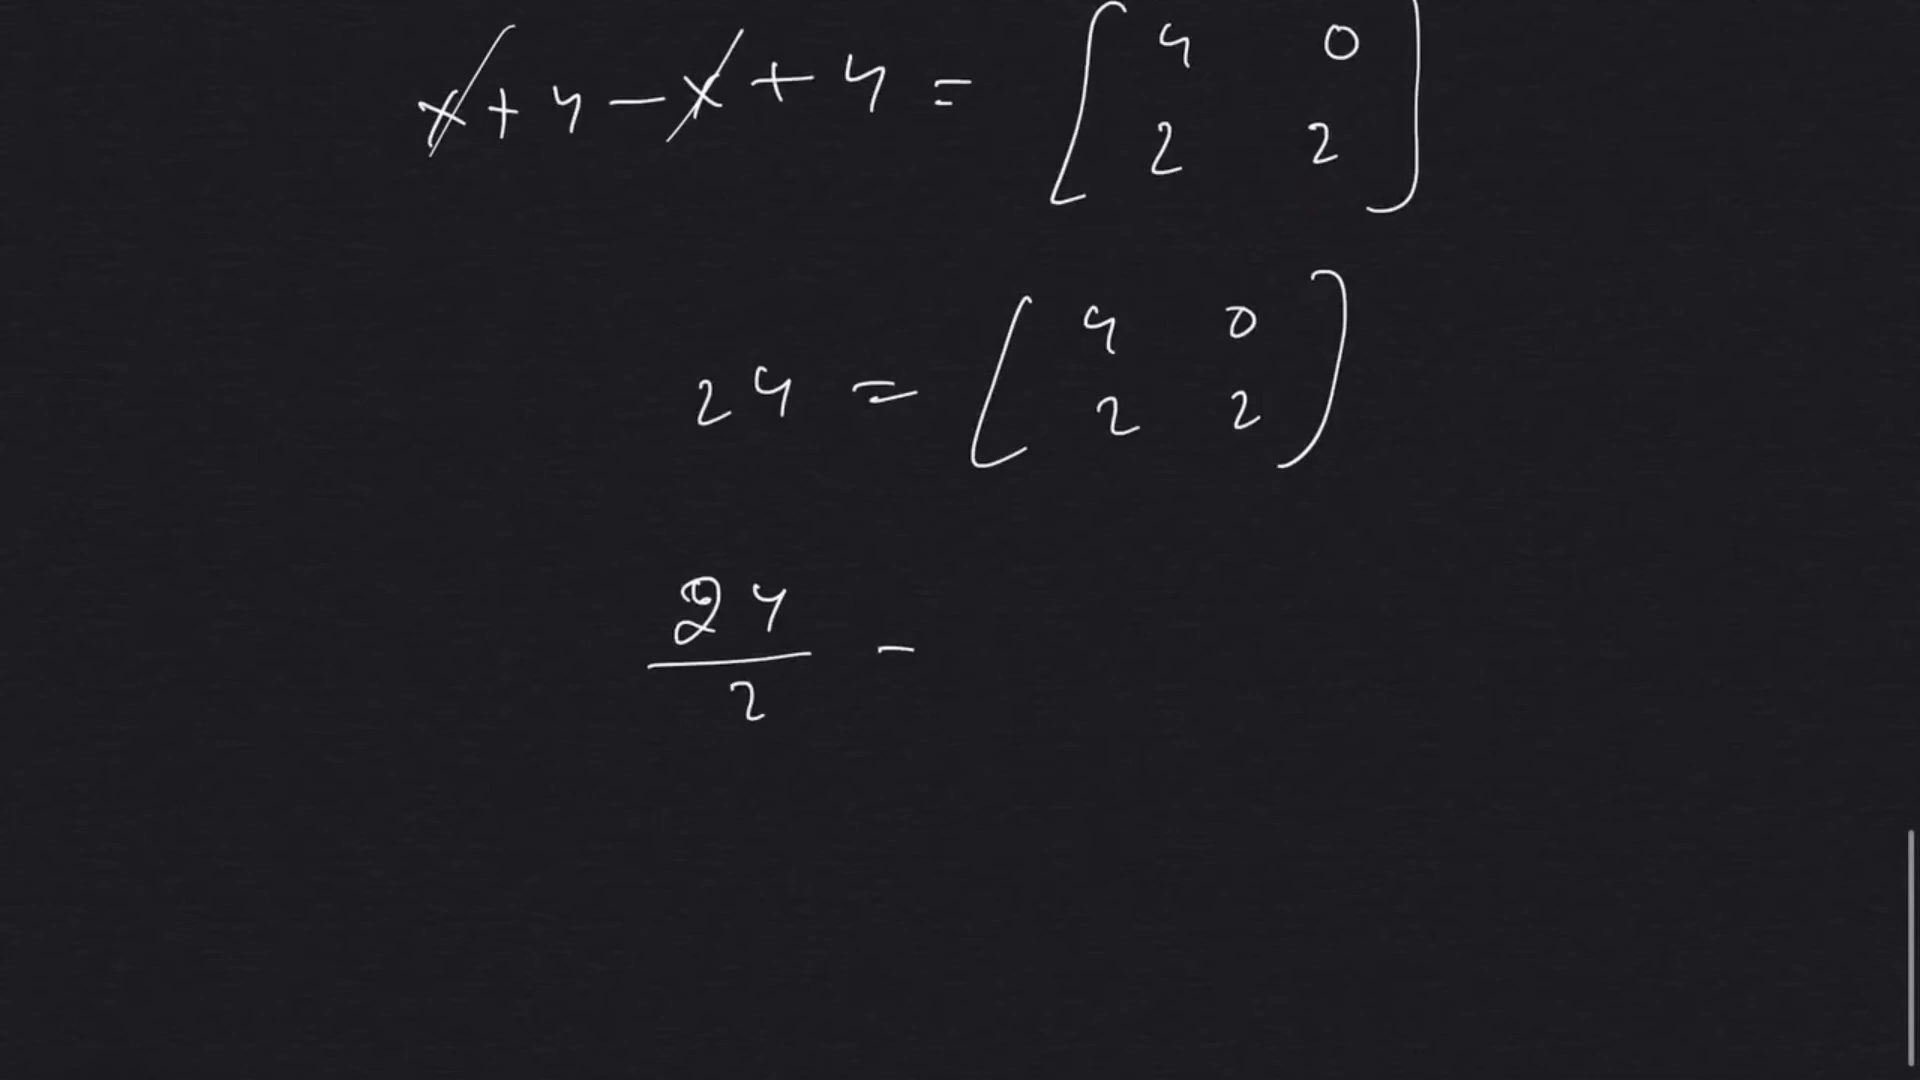 x + y - x + y = [ 4 0
2 2 ]
2y = [ 4 0
2 2 ]
2y
2 -